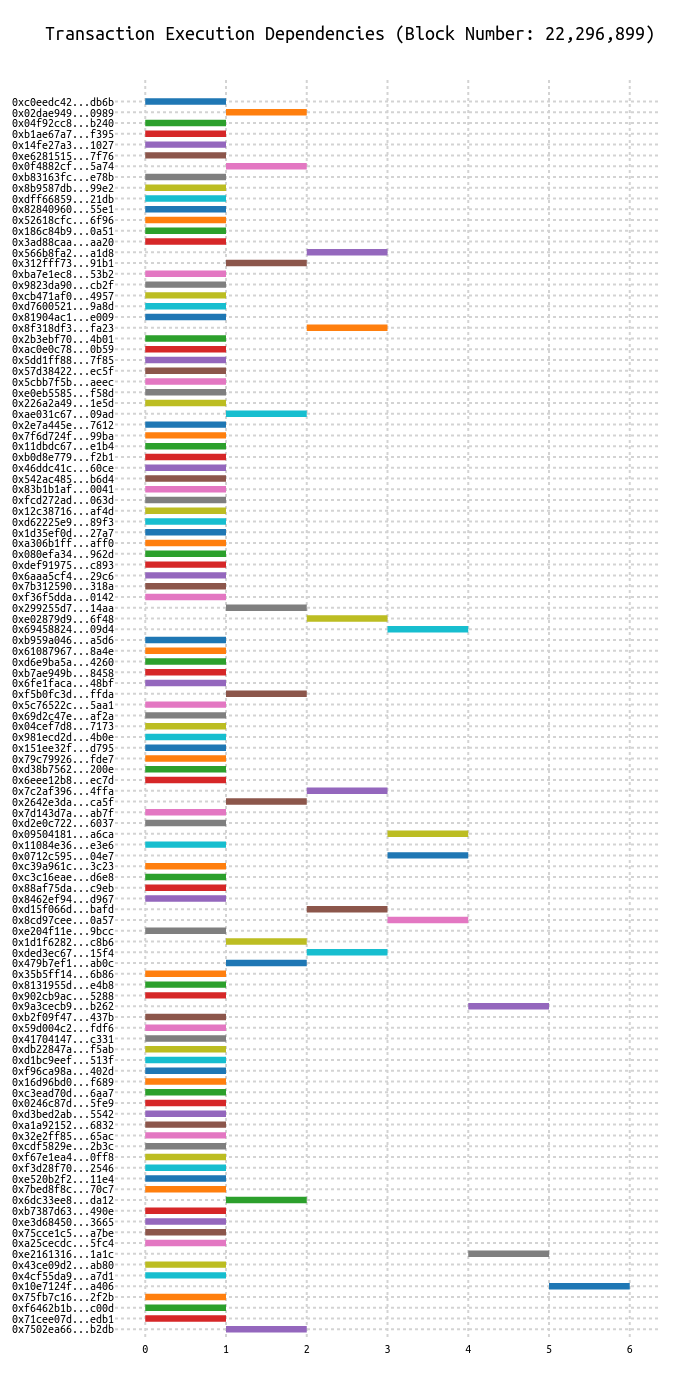 Transaction Execution Dependencies (Block Number: 22,296,899)
0xc0eedc42...db6b
0x02dae949...0989
0x04f92cc8...b240
0xb1ae67a7...f395
0x14fe27a3...1027
0xe6281515...7f76
0x0f4882cf...5a74
0xb83163fc...e78b
0x8b9587db...99e2
0xdff66859...21db
0x82840960...55e1
0x52618cfc...6f96
0x186c84b9...0a51
0x3ad88caa...aa20
0x566b8fa2...a1d8
0x312fff73...91b1
0xba7e1ec8...53b2
0x9823da90...cb2f
0xcb471af0...4957
0xd7600521...9a8d
0x81904ac1...e009
0x8f318df3...fa23
0x2b3ebf70...4b01
0xac0e0c78...0b59
0x5dd1ff88...7f85
0x57d38422...ec5f
0x5cbb7f5b...aeec
0xe0eb5585...f58d
0x226a2a49...1e5d
0xae031c67...09ad
0x2e7a445e...7612
0x7f6d724f...99ba
0x11dbdc67...e1b4
0xb0d8e779...f2b1
0x46ddc41c...60ce
0x542ac485...b6d4
0x83b1b1af...0041
0xfcd272ad...063d
0x12c38716...af4d
0xd62225e9...89f3
0x1d35ef0d...27a7
0xa306b1ff...aff0
0x080efa34...962d
0xdef91975...c893
0x6aaa5cf4...29c6
0x7b312590...318a
0xf36f5dda...0142
0x299255d7...14aa
0xe02879d9...6f48
0x69458824...09d4
0xb959a046...a5d6
0x61087967...8a4e
0xd6e9ba5a...4260
0xb7ae949b...8458
0x6fe1faca...48bf
0xf5b0fc3d...ffda
0x5c76522c...5aa1
0x69d2c47e...af2a
0x04cef7d8...7173
0x981ecd2d...4b0e
0x151ee32f...d795
0x79c79926...fde7
0xd38b7562...200e
0x6eee12b8...ec7d
0x7c2af396...4ffa
0x2642e3da...ca5f
0x7d143d7a...ab7f
0xd2e0c722...6037
0x09504181...a6ca
0x11084e36...e3e6
0x0712c595...04e7
0xc39a961c...3c23
0xc3c16eae...d6e8
0x88af75da...c9eb
0x8462ef94...d967
0xd15f066d...bafd
0x8cd97cee...0a57
0xe204f11e...9bcc
0x1d1f6282...c8b6
0xded3ec67...15f4
0x479b7ef1...ab0c
0x35b5ff14...6b86
0x8131955d...e4b8
0x902cb9ac...5288
0x9a3cecb9...b262
0xb2f09f47...437b
0x59d004c2...fdf6
0x41704147...c331
0xdb22847a...f5ab
0xd1bc9eef...513f
0xf96ca98a...402d
0x16d96bd0...f689
0xc3ead70d...6aa7
0x0246c87d...5fe9
0xd3bed2ab...5542
0xa1a92152...6832
0x32e2ff85...65ac
0xcdf5829e...2b3c
0xf67e1ea4...0ff8
0xf3d28f70...2546
0xe520b2f2...11e4
0x7bed8f8c...70c7
0x6dc33ee8...da12
0xb7387d63...490e
0xe3d68450...3665
0x75cce1c5...a7be
0xa25cecdc...5fc4
0xe2161316...1a1c
0x43ce09d2...ab80
0x4cf55da9...a7d1
0x10e7124f...a406
0x75fb7c16...2f2b
0xf6462b1b...c00d
0x71cee07d...edb1
0x7502ea66...b2db
0 1 2 3 4 5 6